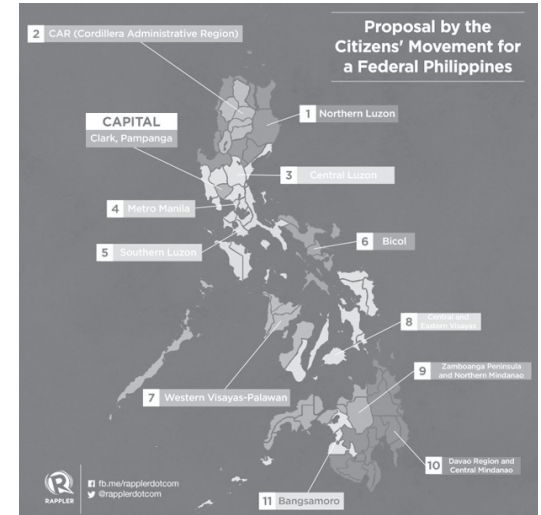 Proposal by the
Citizens' Movement for
a Federal Philippines
2 CAR (Cordillera Administrative Region)
CAPITAL
Clark, Pampanga
1 Northern Luzon
3 Central Luzon
4 Metro Manila
5 Southern Luzon
6 Bicol
8 Central and
Eastern Visayas
9 Zamboanga Peninsula
and Northern Mindanao
7 Western Visayas-Palawan
10 Davao Region and
Central Mindanao
11 Bangsamoro
R
RAPPLER
fb.me/rapplerdotcom
@rapplerdotcom